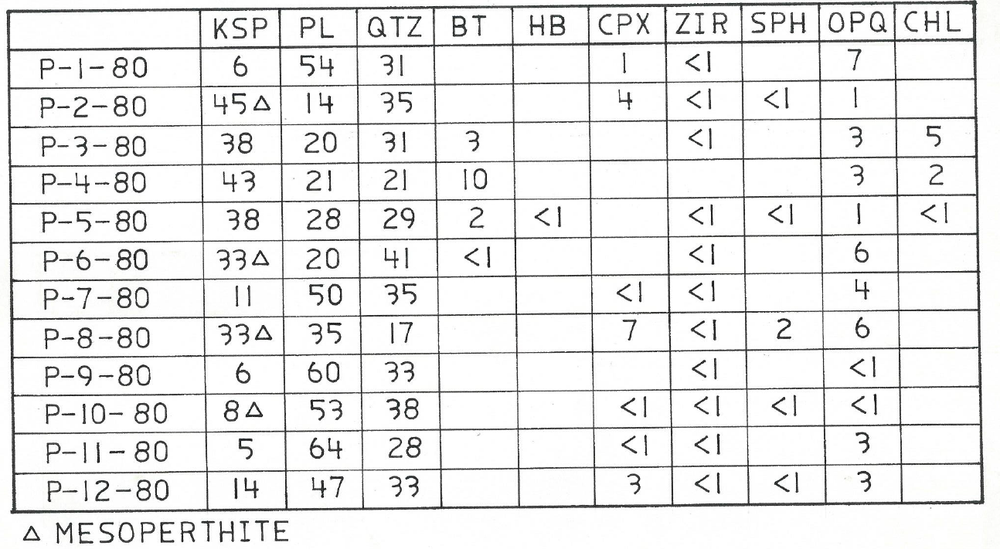 KSP PL QTZ BT HB CPX ZIR SPH OPQ CHL
P-1-80 6 54 31 1 <1 7
P-2-80 45△ 14 35 4 <1 <1 1
P-3-80 38 20 31 3 <1 3 5
P-4-80 43 21 21 10 3 2
P-5-80 38 28 29 2 <1 <1 <1 1 <1
P-6-80 33△ 20 41 <1 <1 6
P-7-80 11 50 35 <1 <1 4
P-8-80 33△ 35 17 7 <1 2 6
P-9-80 6 60 33 <1 <1
P-10-80 8△ 53 38 <1 <1 <1 <1
P-11-80 5 64 28 <1 <1 3
P-12-80 14 47 33 3 <1 <1 3
△ MESOPERTHITE